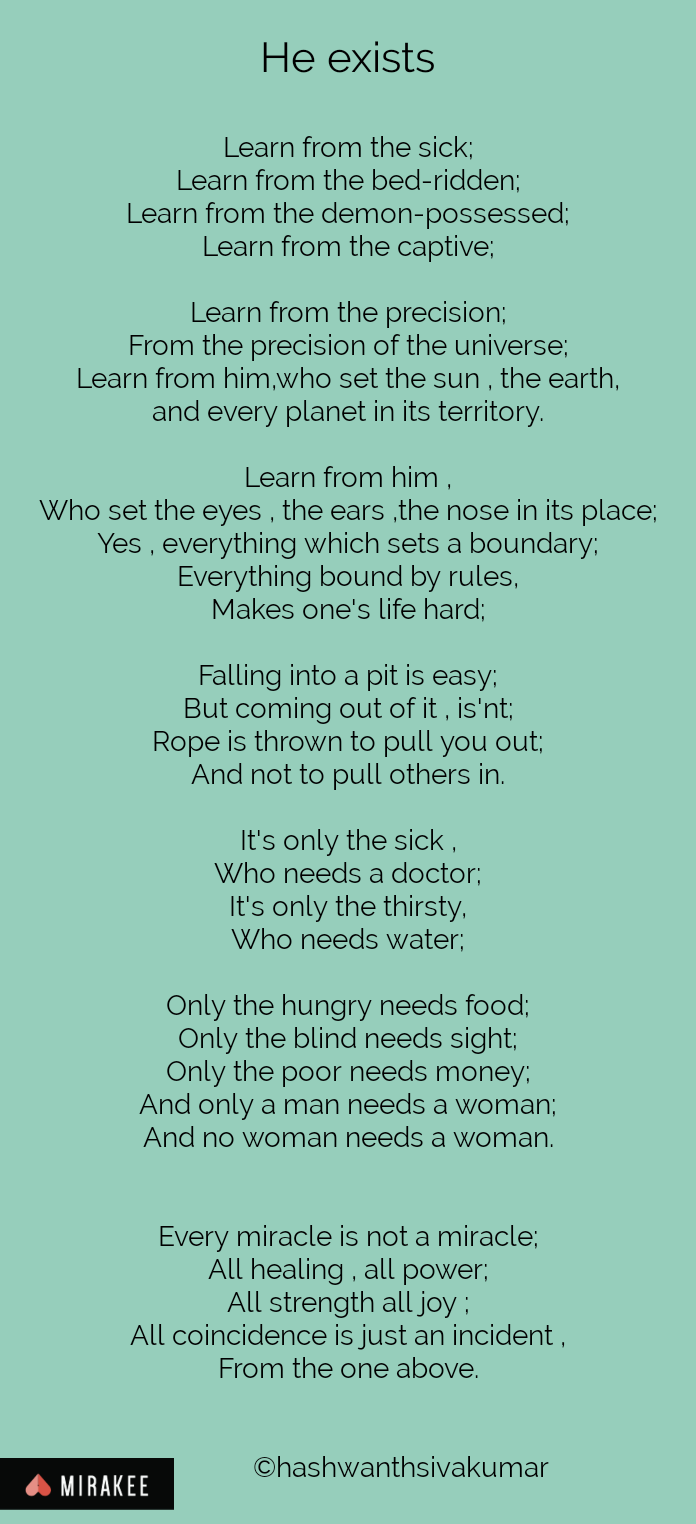 He exists
Learn from the sick;
Learn from the bed-ridden;
Learn from the demon-possessed;
Learn from the captive;
Learn from the precision;
From the precision of the universe;
Learn from him,who set the sun , the earth,
and every planet in its territory.
Learn from him ,
Who set the eyes , the ears ,the nose in its place;
Yes , everything which sets a boundary;
Everything bound by rules,
Makes one's life hard;
Falling into a pit is easy;
But coming out of it , is'nt;
Rope is thrown to pull you out;
And not to pull others in.
It's only the sick ,
Who needs a doctor;
It's only the thirsty,
Who needs water;
Only the hungry needs food;
Only the blind needs sight;
Only the poor needs money;
And only a man needs a woman;
And no woman needs a woman.
Every miracle is not a miracle;
All healing , all power;
All strength all joy ;
All coincidence is just an incident ,
From the one above.
©hashwanthsivakumar
MIRAKEE